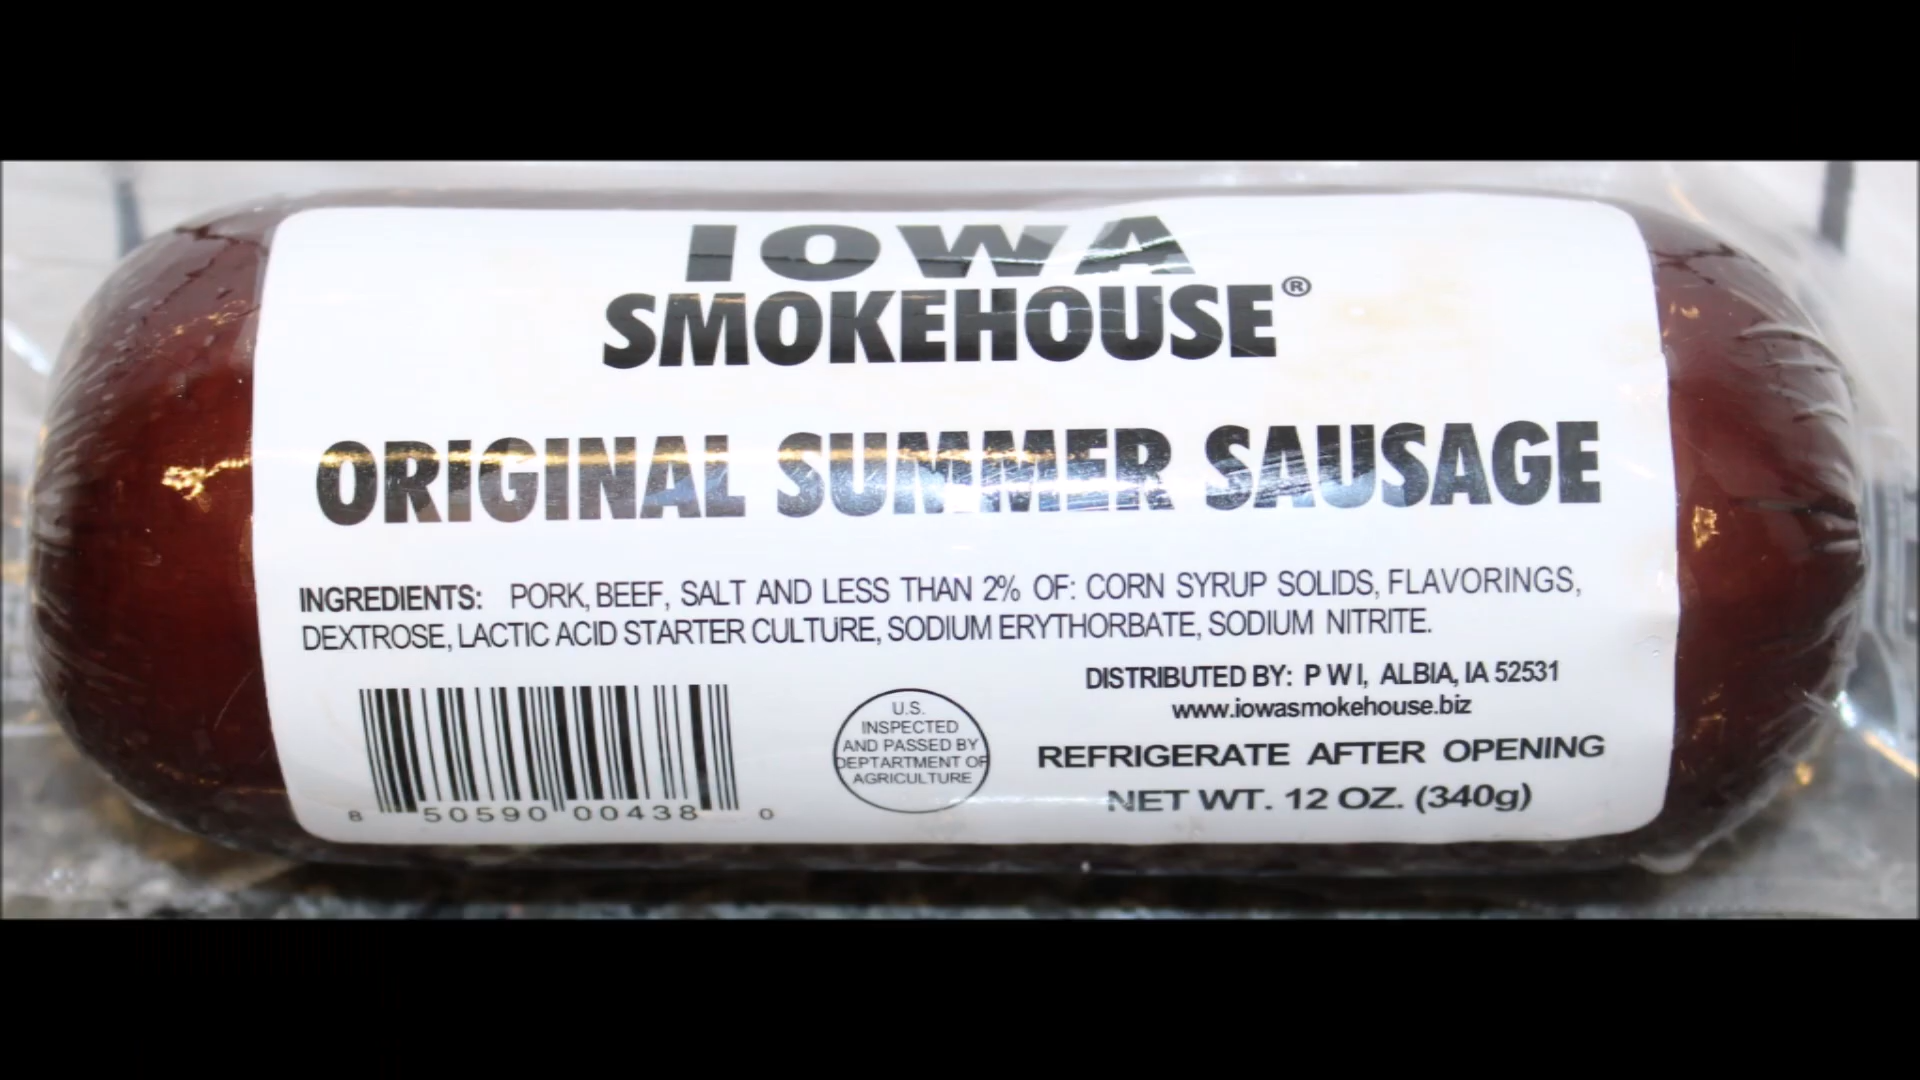 IOWA
SMOKEHOUSE®
ORIGINAL SUMMER SAUSAGE
INGREDIENTS: PORK, BEEF, SALT AND LESS THAN 2% OF: CORN SYRUP SOLIDS, FLAVORINGS,
DEXTROSE, LACTIC ACID STARTER CULTURE, SODIUM ERYTHORBATE, SODIUM NITRITE.
DISTRIBUTED BY: P W I, ALBIA, IA 52531
www.iowasmokehouse.biz
REFRIGERATE AFTER OPENING
NET WT. 12 OZ. (340g)
U.S.
INSPECTED
AND PASSED BY
DEPTARTMENT OF
AGRICULTURE
8 50590 00438 0